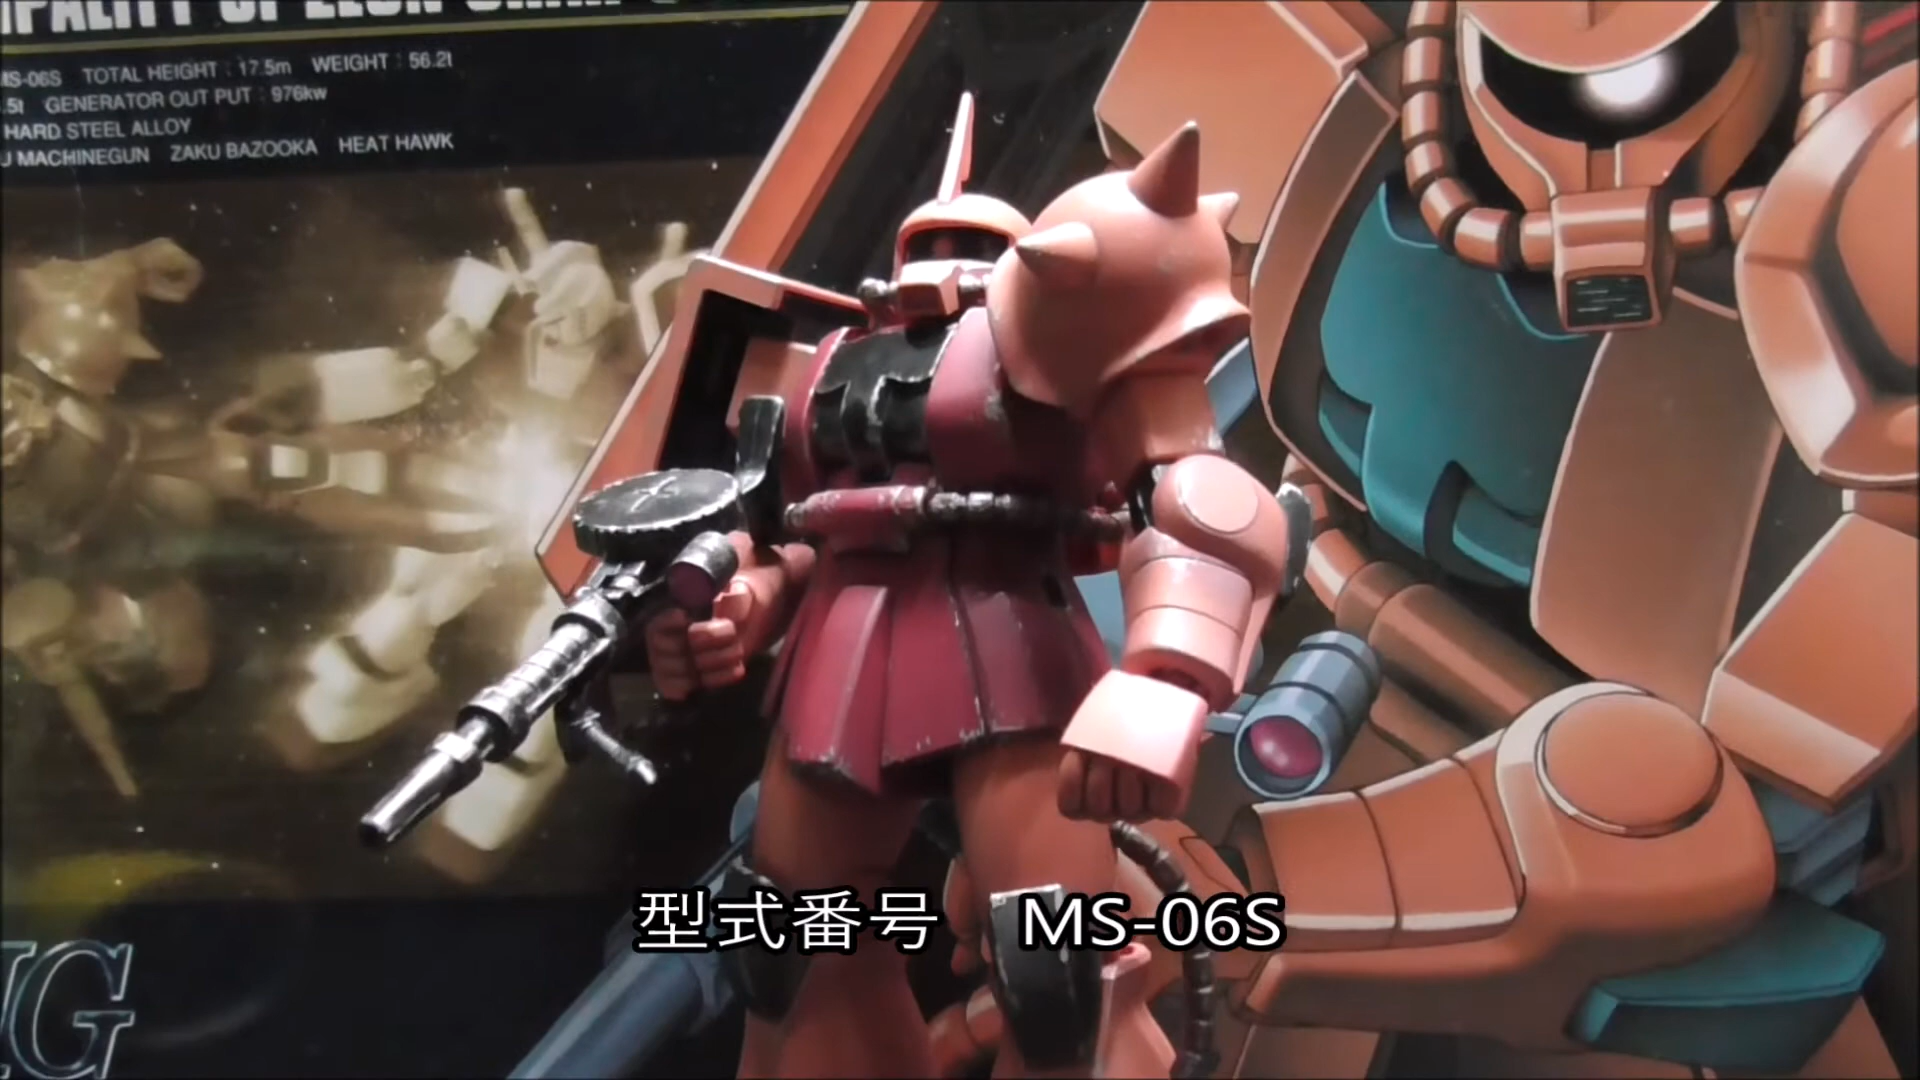 MS-06S TOTAL HEIGHT : 17.5m WEIGHT : 56.2t
.5t GENERATOR OUT PUT : 976kw
HARD STEEL ALLOY
MACHINEGUN ZAKU BAZOOKA HEAT HAWK
型式番号 MS-06S
G